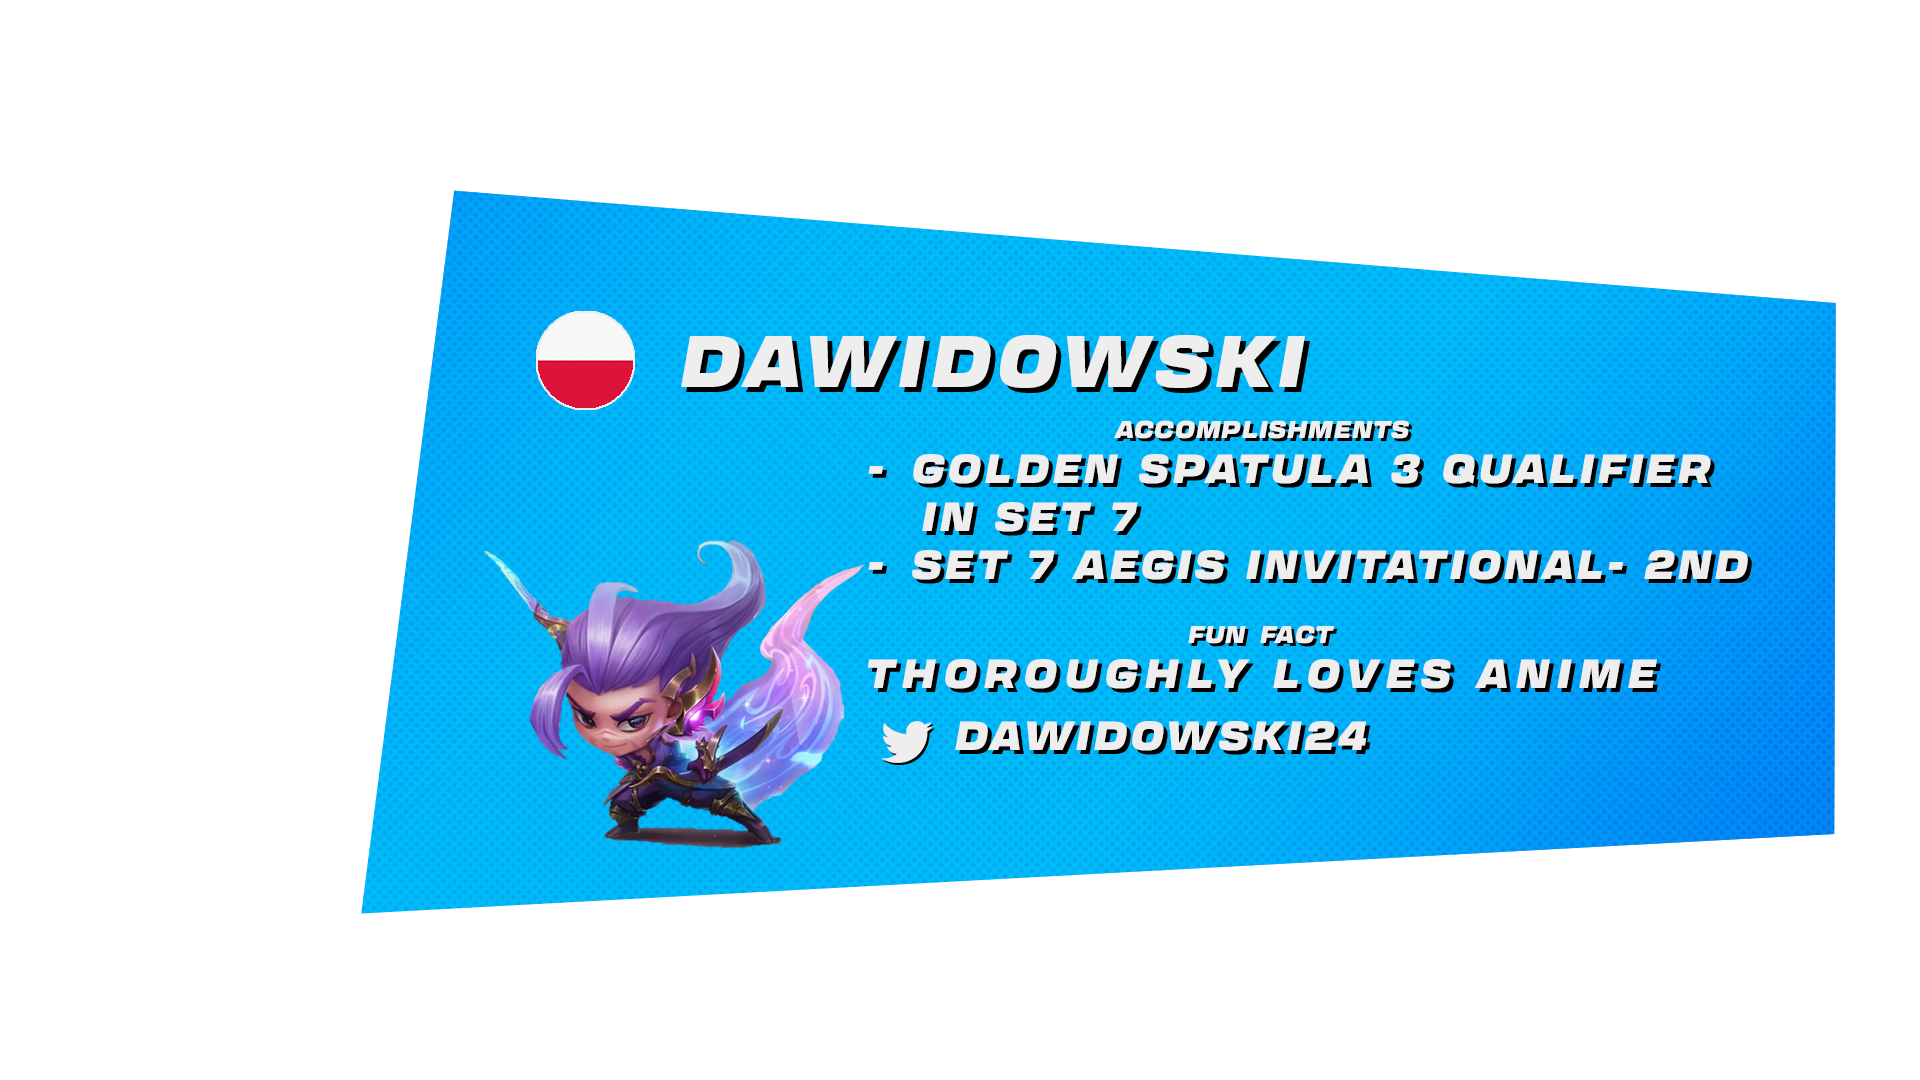 DAWIDOWSKI
ACCOMPLISHMENTS
- GOLDEN SPATULA 3 QUALIFIER
IN SET 7
- SET 7 AEGIS INVITATIONAL- 2ND
FUN FACT
THOROUGHLY LOVES ANIME
DAWIDOWSKI24